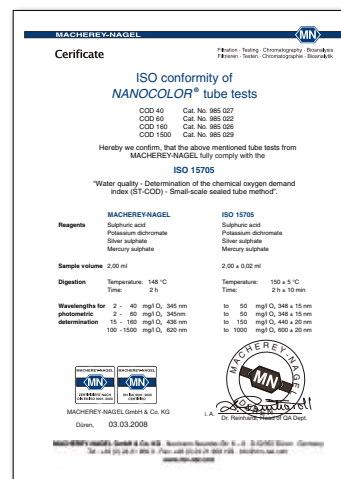 MACHEREY-NAGEL
MN
Cerificate
Filtration · Testing · Chromatography · Bioanalysis
Filtrieren · Testen · Chromatographie · Bioanalytik
ISO conformity of
NANOCOLOR® tube tests
COD 40 Cat. No. 985 027
COD 60 Cat. No. 985 022
COD 160 Cat. No. 985 026
COD 1500 Cat. No. 985 029
Hereby we confirm, that the above mentioned tube tests from
MACHEREY-NAGEL fully comply with the
ISO 15705
"Water quality - Determination of the chemical oxygen demand
index (ST-COD) - Small-scale sealed tube method".
MACHEREY-NAGEL ISO 15705
Reagents Sulphuric acid Sulphuric acid
Potassium dichromate Potassium dichromate
Silver sulphate Silver sulphate
Mercury sulphate Mercury sulphate
Sample volume 2,00 ml 2,00 ± 0,02 ml
Digestion Temperature: 148 °C Temperature: 150 ± 5 °C
Time: 2 h Time: 2 h ± 10 min
Wavelengths for 2 - 40 mg/l O₂ 345 nm to 50 mg/l O₂ 348 ± 15 nm
photometric 2 - 60 mg/l O₂ 345nm to 50 mg/l O₂ 348 ± 15 nm
determination 15 - 160 mg/l O₂ 436 nm to 150 mg/l O₂ 440 ± 20 nm
100 -1500 mg/l O₂ 620 nm to 1000 mg/l O₂ 600 ± 20 nm
MACHEREY-NAGEL
MN
DÜREN
MN
CERTIFIED
MN
MACHEREY-NAGEL GmbH & Co. KG
i. A.
Dr. Reinhardt, Head of QA Dept.
Düren, 03.03.2008
MACHEREY-NAGEL GmbH & Co. KG